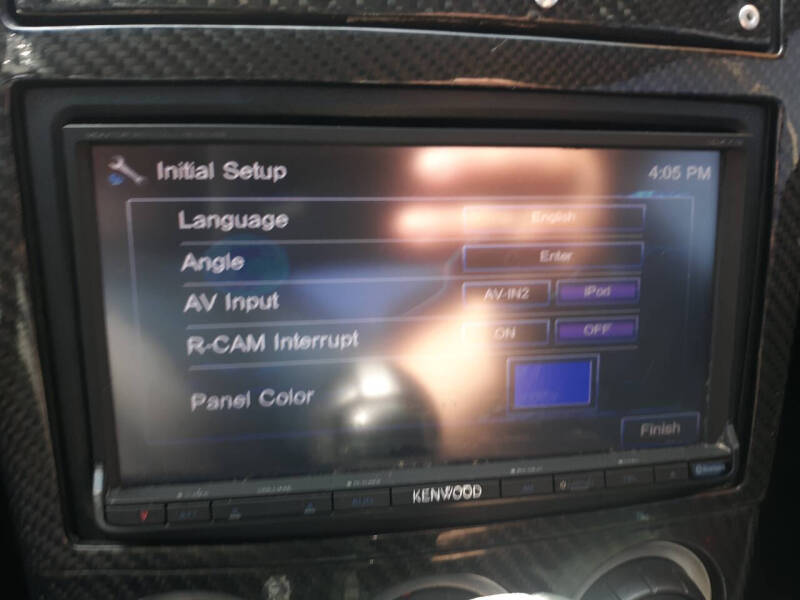 Initial Setup 4:05 PM
Language English
Angle Enter
AV Input AV-IN2 iPod
R-CAM Interrupt ON OFF
Panel Color
Finish
KENWOOD